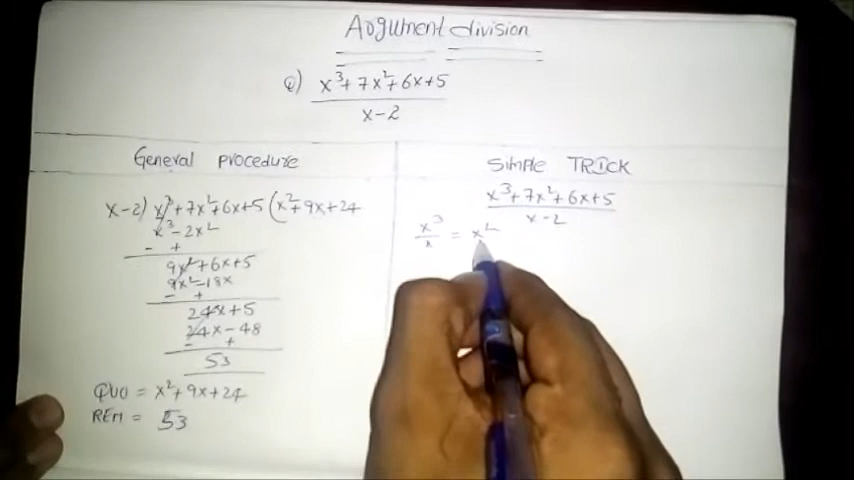 Argument division
Q) x³+7x²+6x+5
x-2
General procedure
x-2) x³+7x²+6x+5 (x²+9x+24
x³-2x²
- +
9x²+6x+5
9x²-18x
- +
24x+5
24x-48
- +
53
QUO = x²+9x+24
REM = 53
Simple TRICK
x³+7x²+6x+5
x-2
x³/x = x²